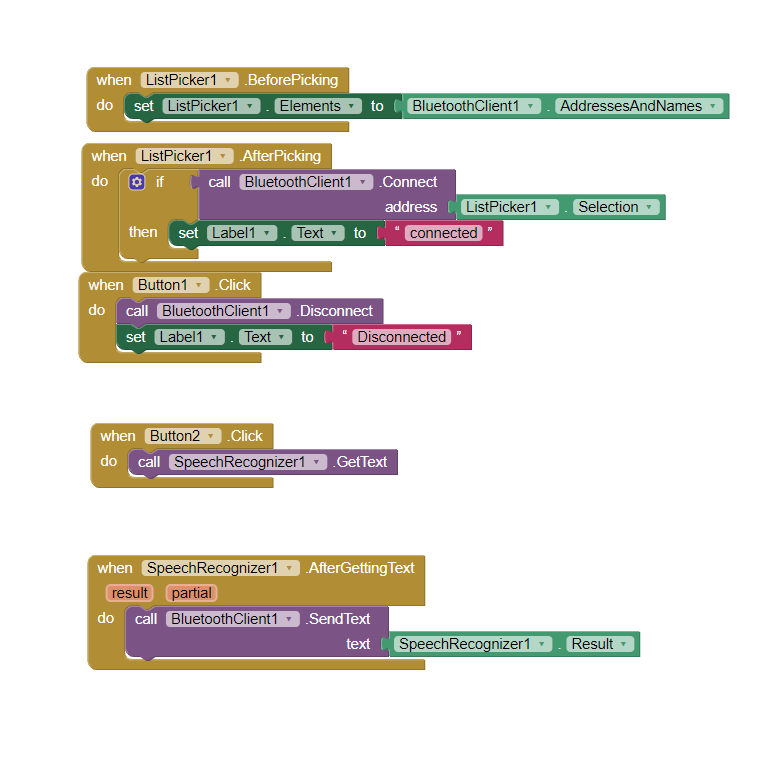 when ListPicker1 .BeforePicking
do set ListPicker1 . Elements to BluetoothClient1 . AddressesAndNames
when ListPicker1 .AfterPicking
do if call BluetoothClient1 .Connect
address ListPicker1 . Selection
then set Label1 . Text to “ connected ”
when Button1 .Click
do call BluetoothClient1 .Disconnect
set Label1 . Text to “ Disconnected ”
when Button2 .Click
do call SpeechRecognizer1 .GetText
when SpeechRecognizer1 .AfterGettingText
result partial
do call BluetoothClient1 .SendText
text SpeechRecognizer1 . Result